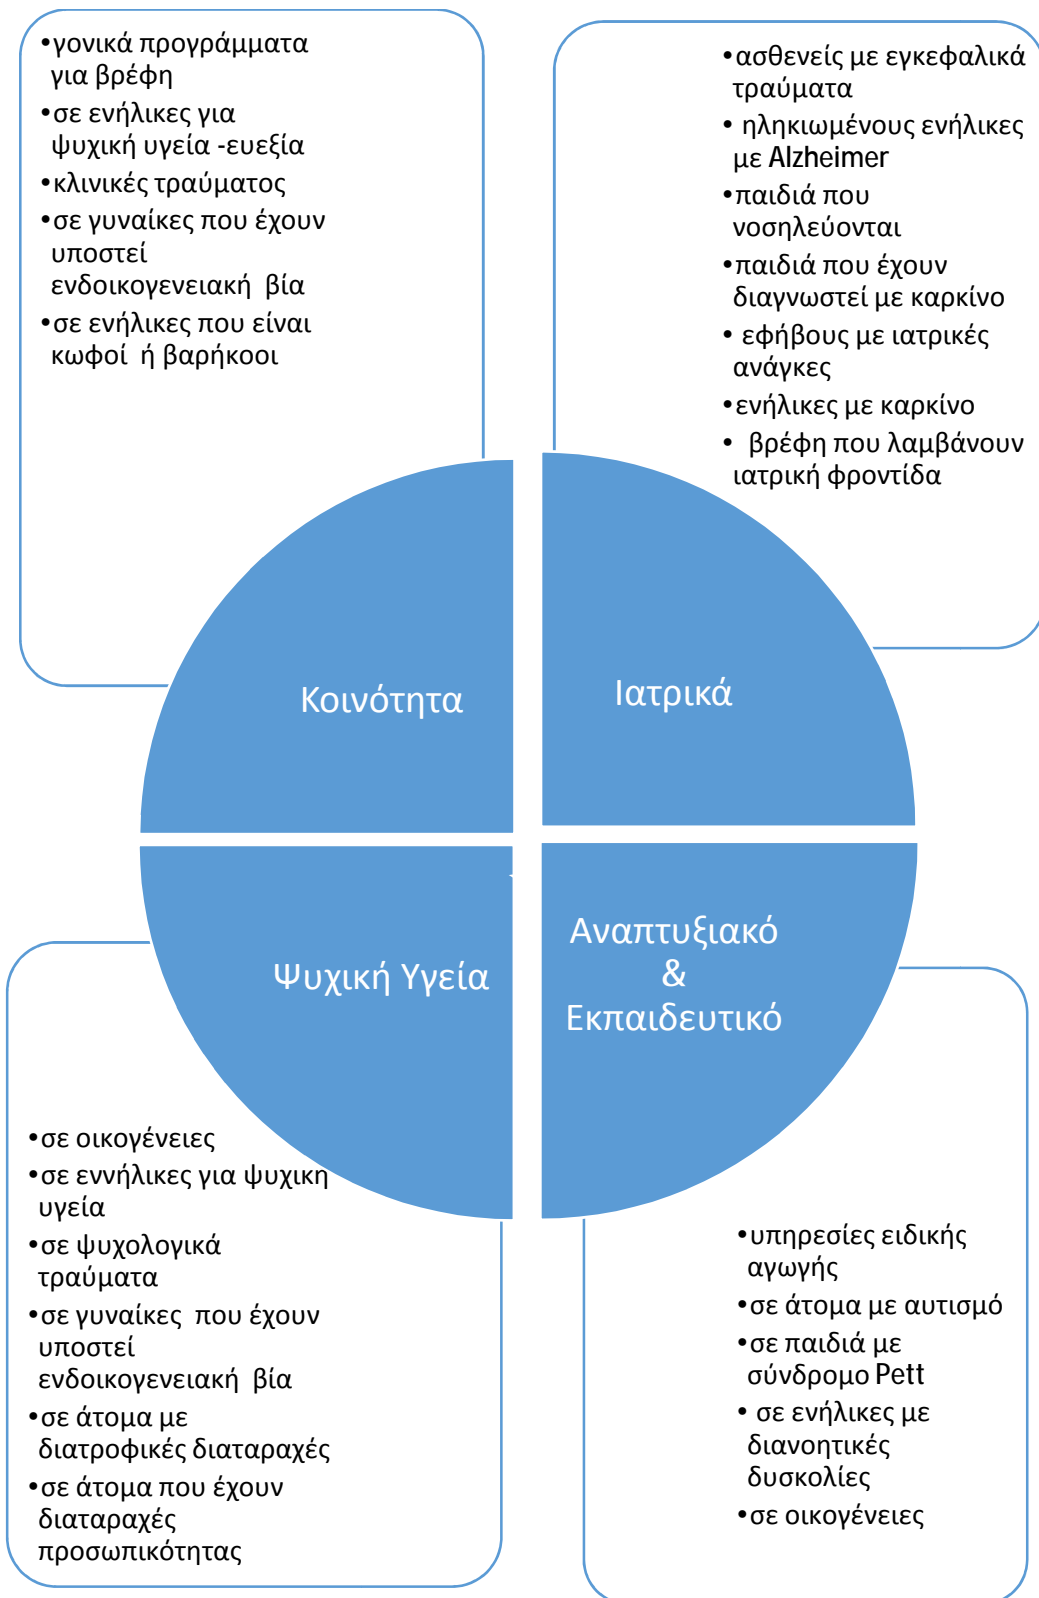 •γονικά προγράμματα
για βρέφη
•σε ενήλικες για
ψυχική υγεία -ευεξία
•κλινικές τραύματος
•σε γυναίκες που έχουν
υποστεί
ενδοικογενειακή βία
•σε ενήλικες που είναι
κωφοί ή βαρήκοοι
•ασθενείς με εγκεφαλικά
τραύματα
• ηληκιωμένους ενήλικες
με Alzheimer
•παιδιά που
νοσηλεύονται
•παιδιά που έχουν
διαγνωστεί με καρκίνο
• εφήβους με ιατρικές
ανάγκες
•ενήλικες με καρκίνο
• βρέφη που λαμβάνουν
ιατρική φροντίδα
Κοινότητα
Ιατρικά
Ψυχική Υγεία
Αναπτυξιακό
&
Εκπαιδευτικό
•σε οικογένειες
•σε εννήλικες για ψυχικη
υγεία
•σε ψυχολογικά
τραύματα
•σε γυναίκες που έχουν
υποστεί
ενδοικογενειακή βία
•σε άτομα με
διατροφικές διαταραχές
•σε άτομα που έχουν
διαταραχές
προσωπικότητας
•υπηρεσίες ειδικής
αγωγής
•σε άτομα με αυτισμό
•σε παιδιά με
σύνδρομο Pett
• σε ενήλικες με
διανοητικές
δυσκολίες
•σε οικογένειες